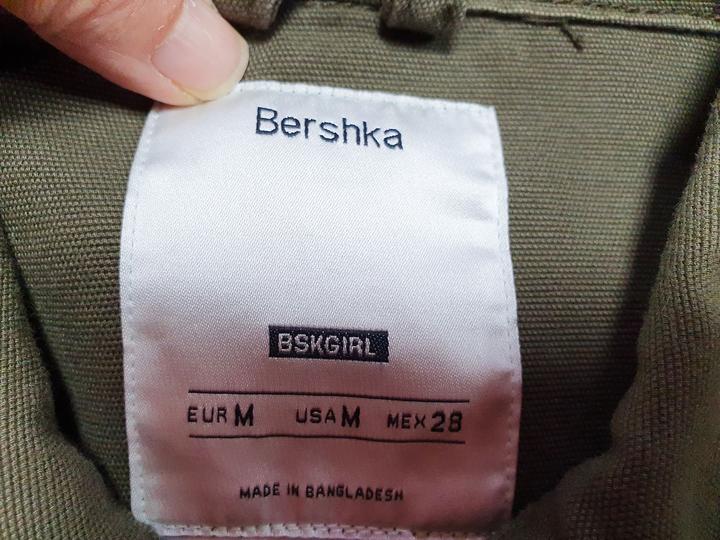 Bershka
BSKGIRL
EUR M USA M MEX 28
MADE IN BANGLADESH